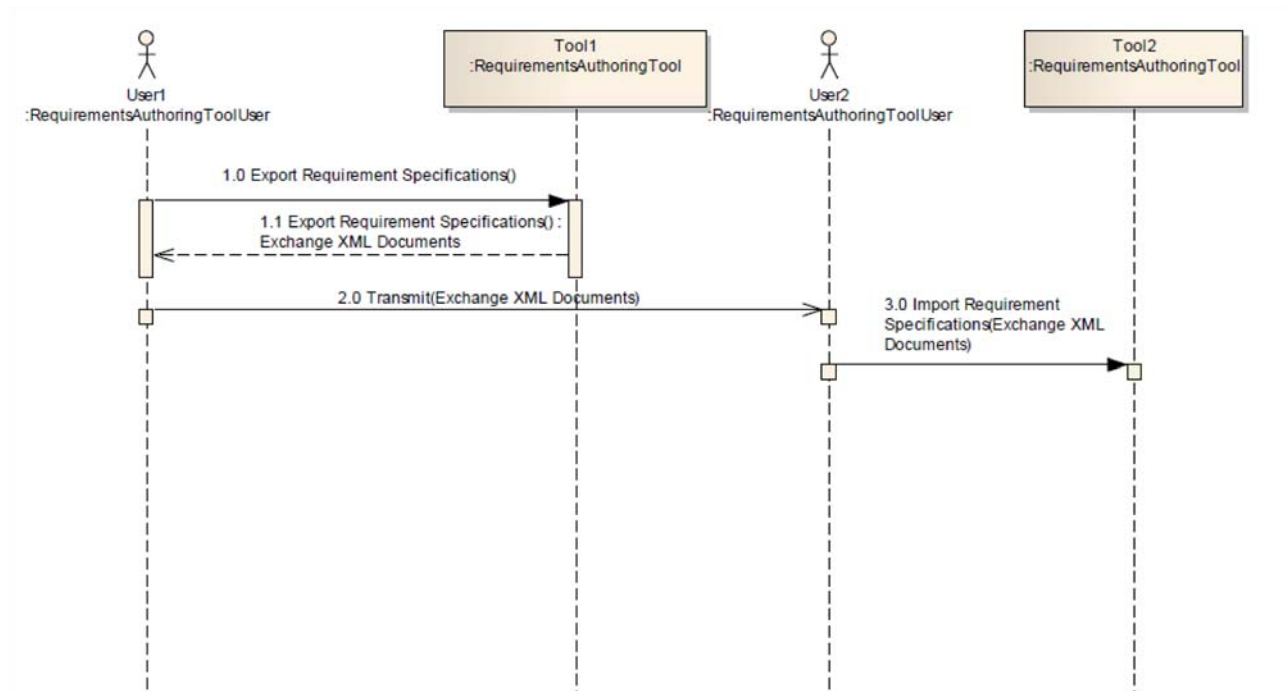 User1
:RequirementsAuthoringToolUser
Tool1
:RequirementsAuthoringTool
User2
:RequirementsAuthoringToolUser
Tool2
:RequirementsAuthoringTool
1.0 Export Requirement Specifications()
1.1 Export Requirement Specifications() :
Exchange XML Documents
2.0 Transmit(Exchange XML Documents)
3.0 Import Requirement
Specifications(Exchange XML
Documents)